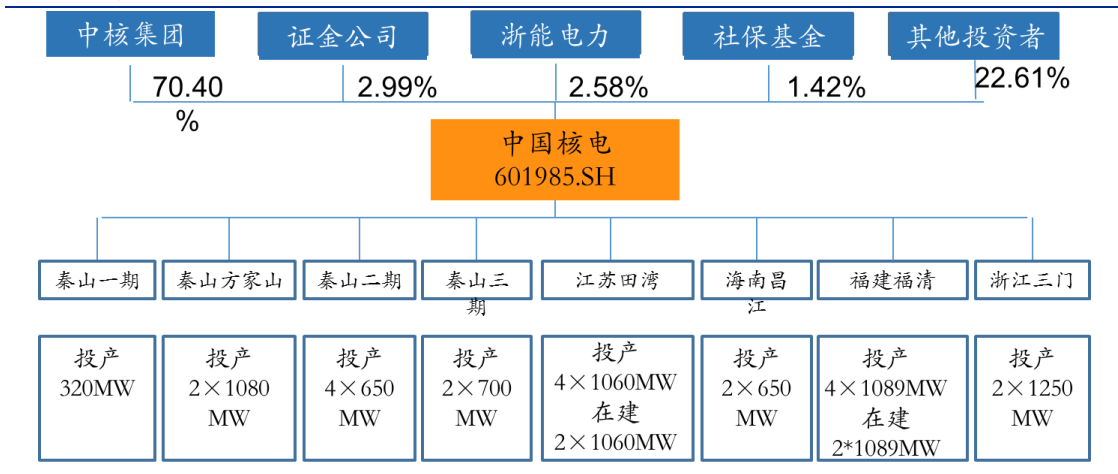 中核集团
证金公司
浙能电力
社保基金
其他投资者
70.40
%
2.99%
2.58%
1.42%
22.61%
中国核电
601985.SH
秦山一期
秦山方家山
秦山二期
秦山三
期
江苏田湾
海南昌
江
福建福清
浙江三门
投产
320MW
投产
2×1080
MW
投产
4×650
MW
投产
2×700
MW
投产
4×1060MW
在建
2×1060MW
投产
2×650
MW
投产
4×1089MW
在建
2*1089MW
投产
2×1250
MW